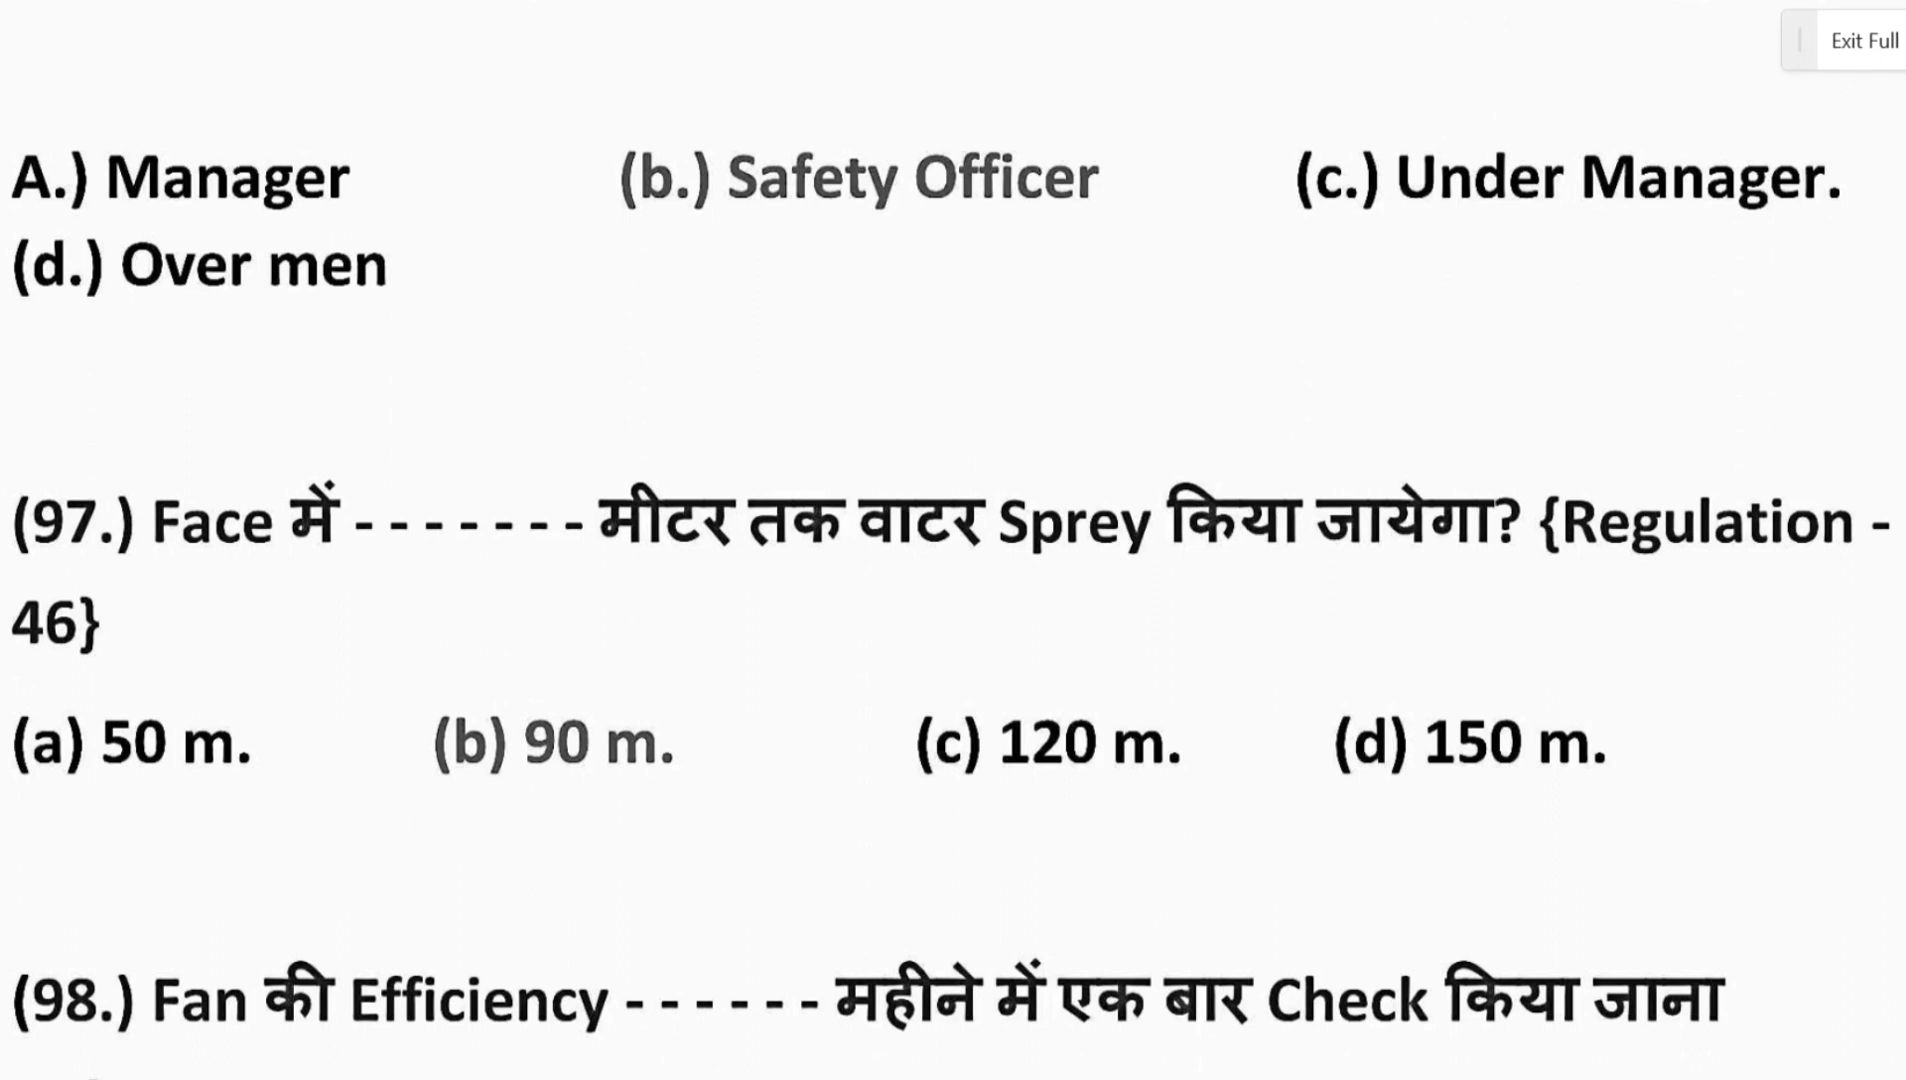 Exit Full
A.) Manager (b.) Safety Officer (c.) Under Manager.
(d.) Over men
(97.) Face में - - - - - - - मीटर तक वाटर Sprey किया जायेगा? {Regulation -
46}
(a) 50 m. (b) 90 m. (c) 120 m. (d) 150 m.
(98.) Fan की Efficiency - - - - - - महीने में एक बार Check किया जाना